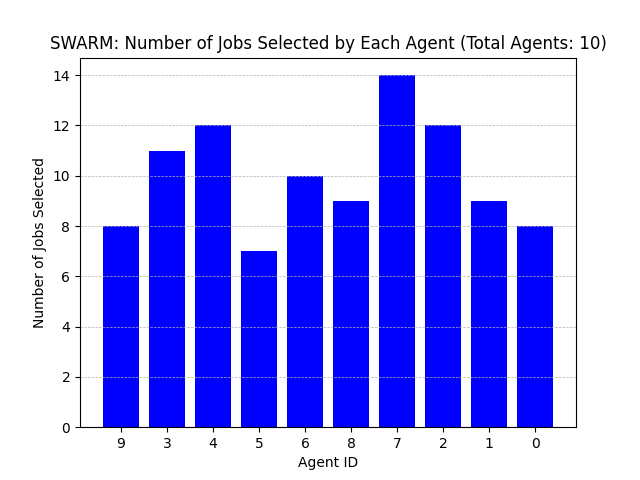 SWARM: Number of Jobs Selected by Each Agent (Total Agents: 10)
14
12
10
8
6
4
2
0
Number of Jobs Selected
9 3 4 5 6 8 7 2 1 0
Agent ID